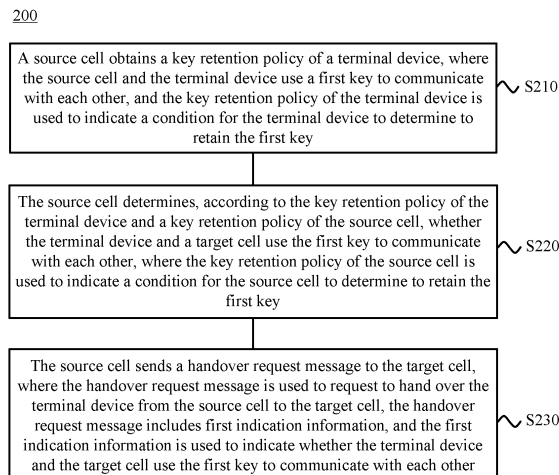 200
A source cell obtains a key retention policy of a terminal device, where
the source cell and the terminal device use a first key to communicate
with each other, and the key retention policy of the terminal device is
used to indicate a condition for the terminal device to determine to
retain the first key
S210
The source cell determines, according to the key retention policy of the
terminal device and a key retention policy of the source cell, whether
the terminal device and a target cell use the first key to communicate
with each other, where the key retention policy of the source cell is
used to indicate a condition for the source cell to determine to retain the
first key
S220
The source cell sends a handover request message to the target cell,
where the handover request message is used to request to hand over the
terminal device from the source cell to the target cell, the handover
request message includes first indication information, and the first
indication information is used to indicate whether the terminal device
and the target cell use the first key to communicate with each other
S230